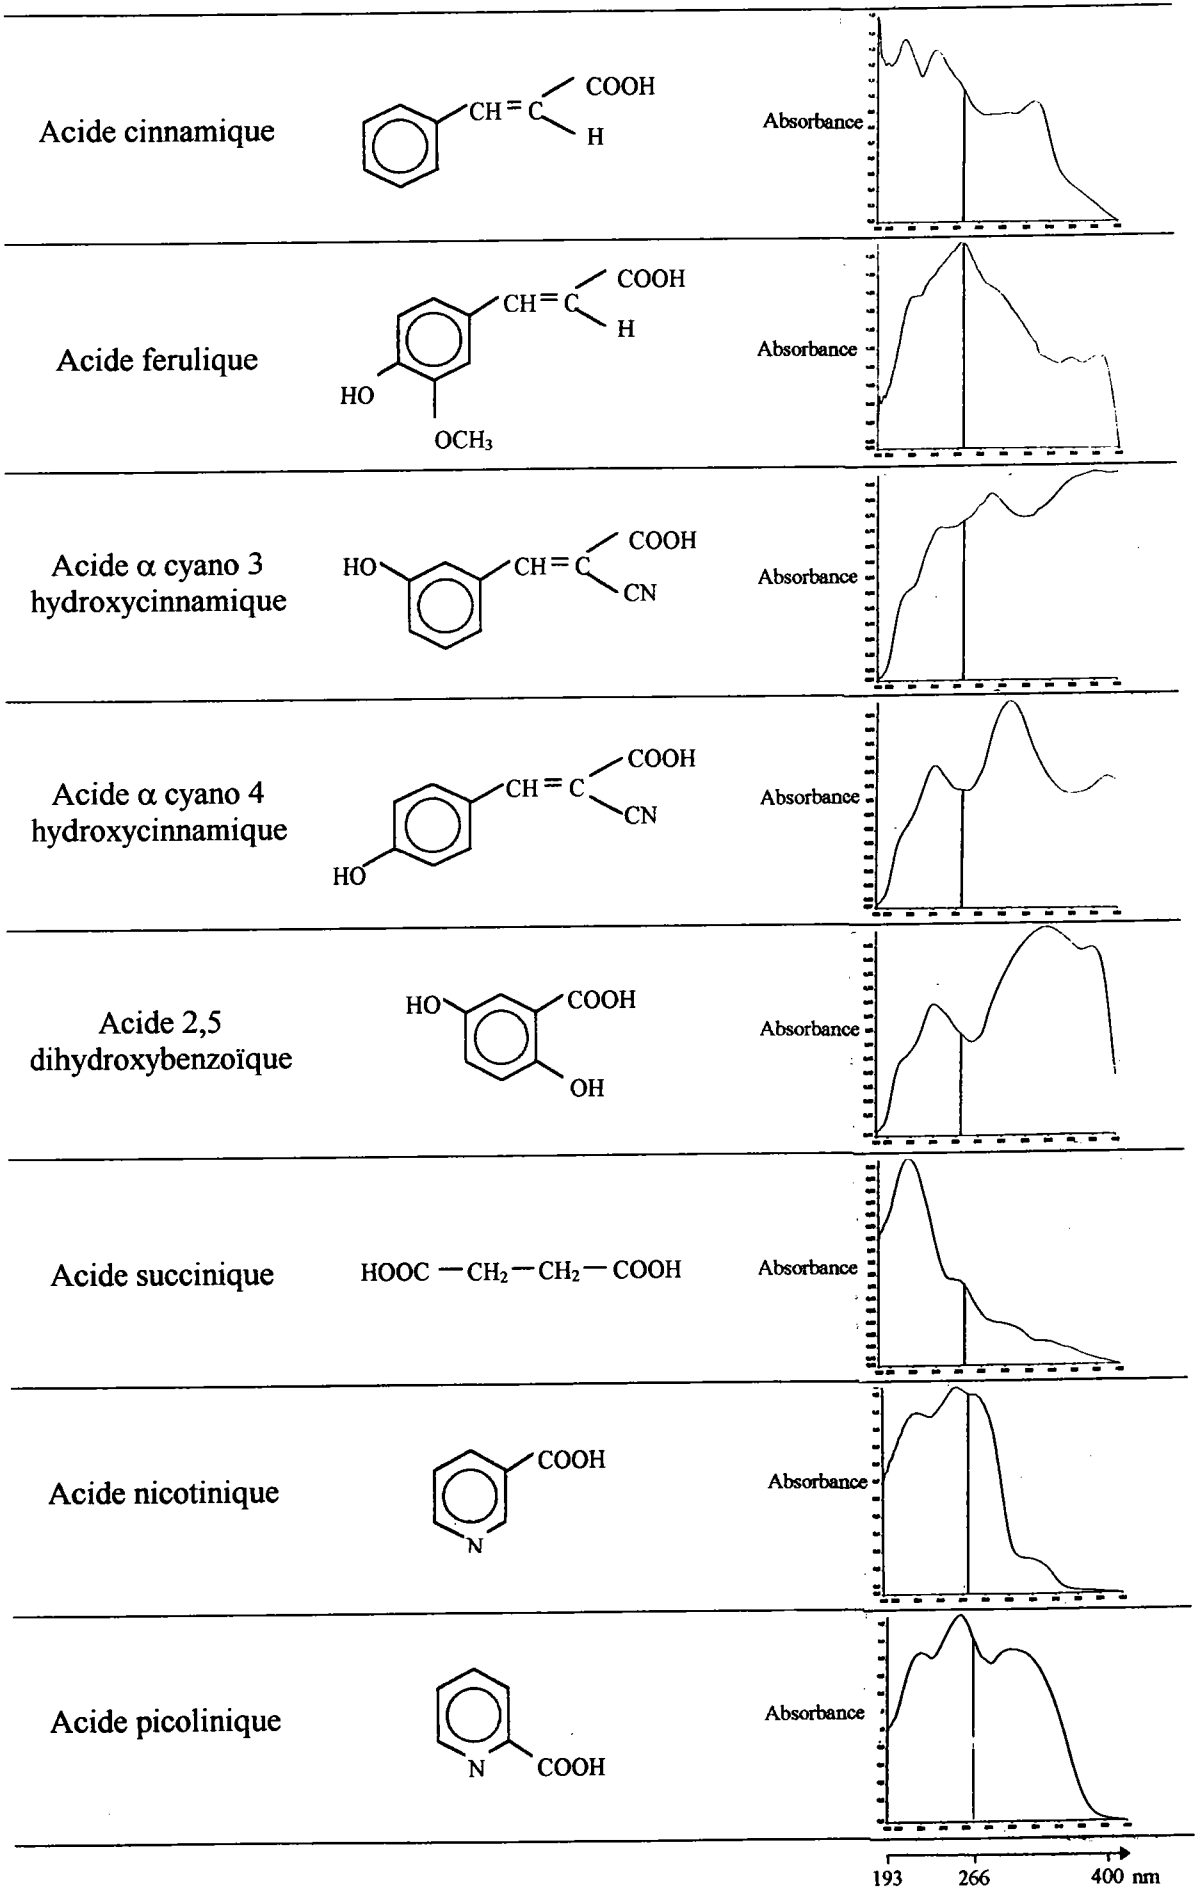 Acide cinnamique
CH=C
COOH
H
Absorbance
Acide ferulique
CH=C
COOH
H
HO
OCH₃
Absorbance
Acide α cyano 3
hydroxycinnamique
HO
CH=C
COOH
CN
Absorbance
Acide α cyano 4
hydroxycinnamique
HO
CH=C
COOH
CN
Absorbance
Acide 2,5
dihydroxybenzoïque
HO
COOH
OH
Absorbance
Acide succinique
HOOC—CH₂—CH₂—COOH
Absorbance
Acide nicotinique
COOH
N
Absorbance
Acide picolinique
N
COOH
Absorbance
193 266 400 nm